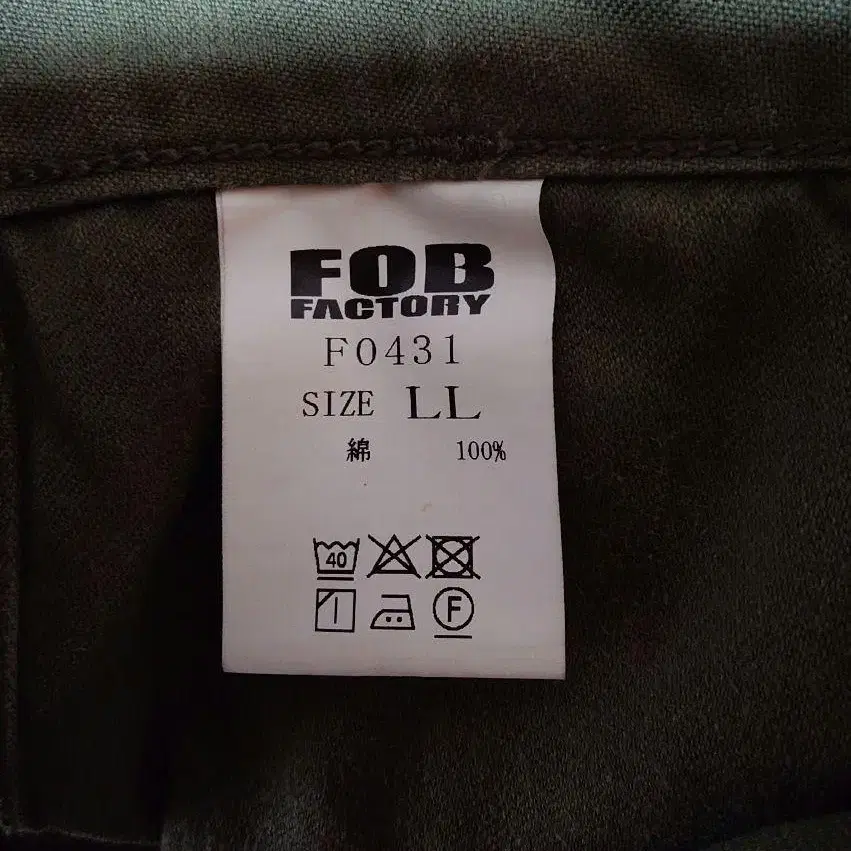 FOB
FACTORY
F0431
SIZE LL
綿 100%
40
F